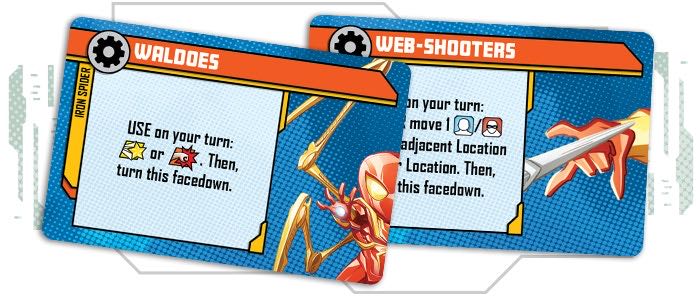 WALDOES
IRON SPIDER
USE on your turn:
or . Then,
turn this facedown.
WEB-SHOOTERS
on your turn:
move 1 /
adjacent Location
Location. Then,
this facedown.